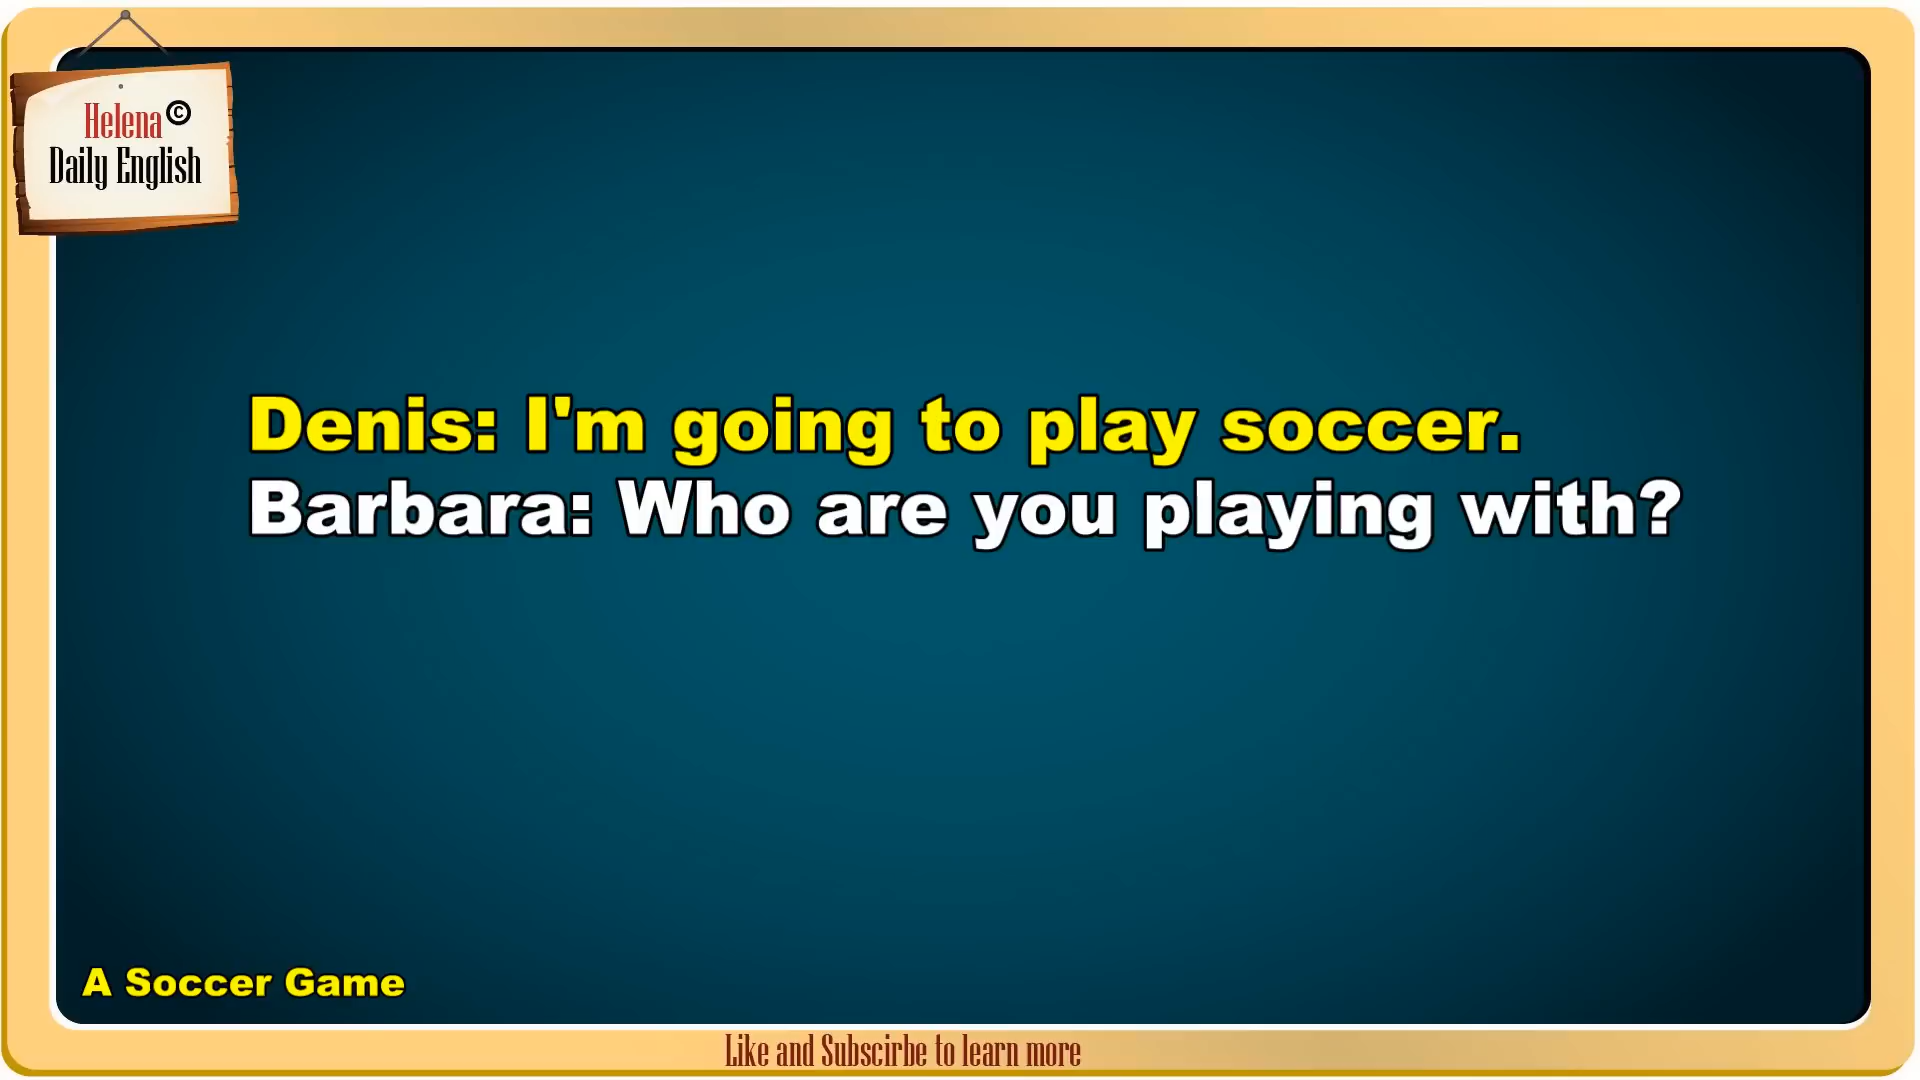 Helena©
Daily English
Denis: I'm going to play soccer.
Barbara: Who are you playing with?
A Soccer Game
Like and Subscirbe to learn more